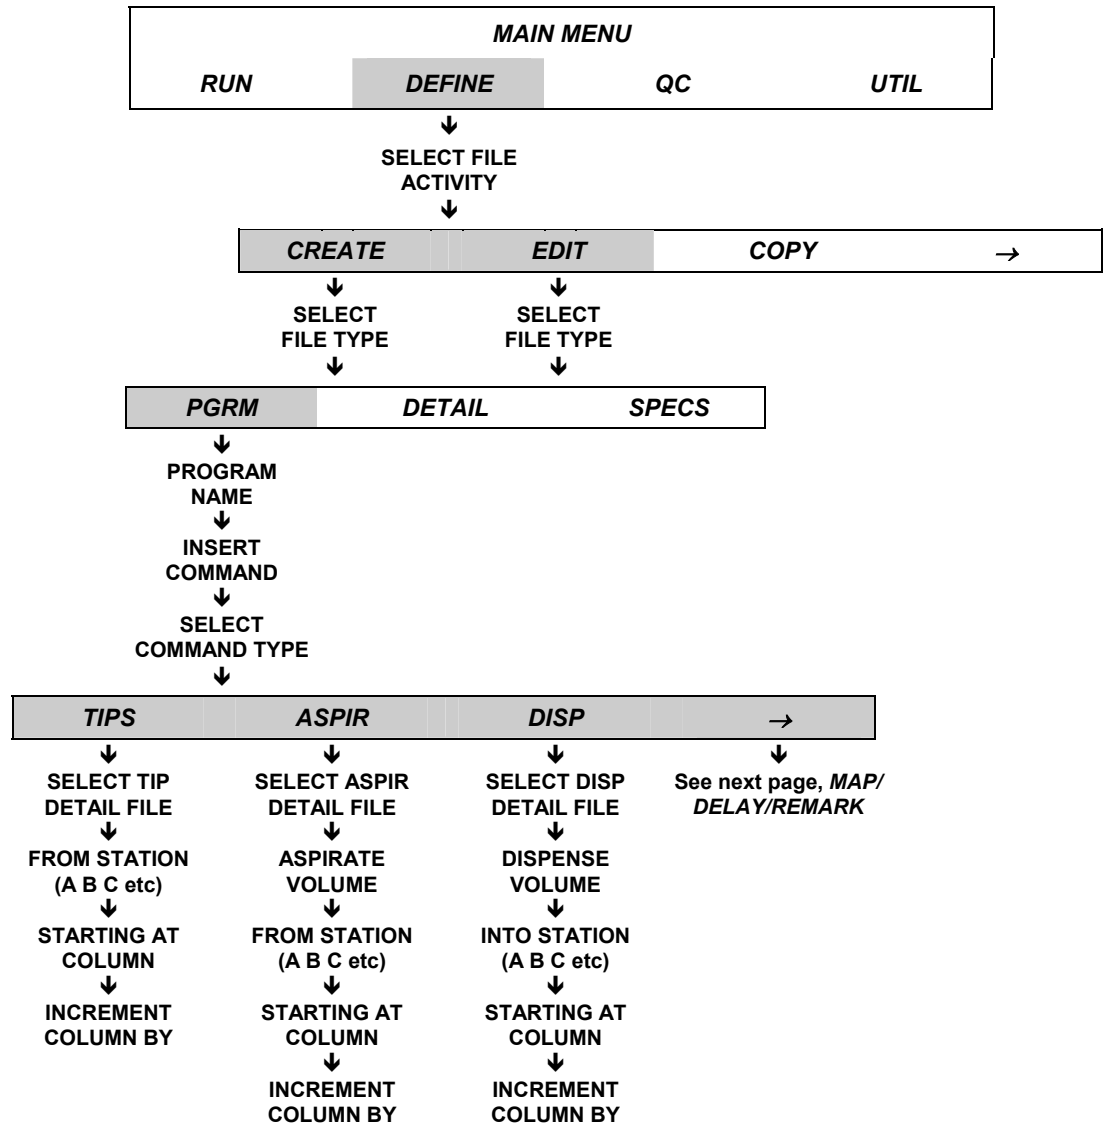 MAIN MENU
RUN DEFINE QC UTIL
SELECT FILE
ACTIVITY
CREATE EDIT COPY →
SELECT
FILE TYPE
SELECT
FILE TYPE
PGRM DETAIL SPECS
PROGRAM
NAME
INSERT
COMMAND
SELECT
COMMAND TYPE
TIPS ASPIR DISP →
SELECT TIP
DETAIL FILE
FROM STATION
(A B C etc)
STARTING AT
COLUMN
INCREMENT
COLUMN BY
SELECT ASPIR
DETAIL FILE
ASPIRATE
VOLUME
FROM STATION
(A B C etc)
STARTING AT
COLUMN
INCREMENT
COLUMN BY
SELECT DISP
DETAIL FILE
DISPENSE
VOLUME
INTO STATION
(A B C etc)
STARTING AT
COLUMN
INCREMENT
COLUMN BY
See next page, MAP/
DELAY/REMARK